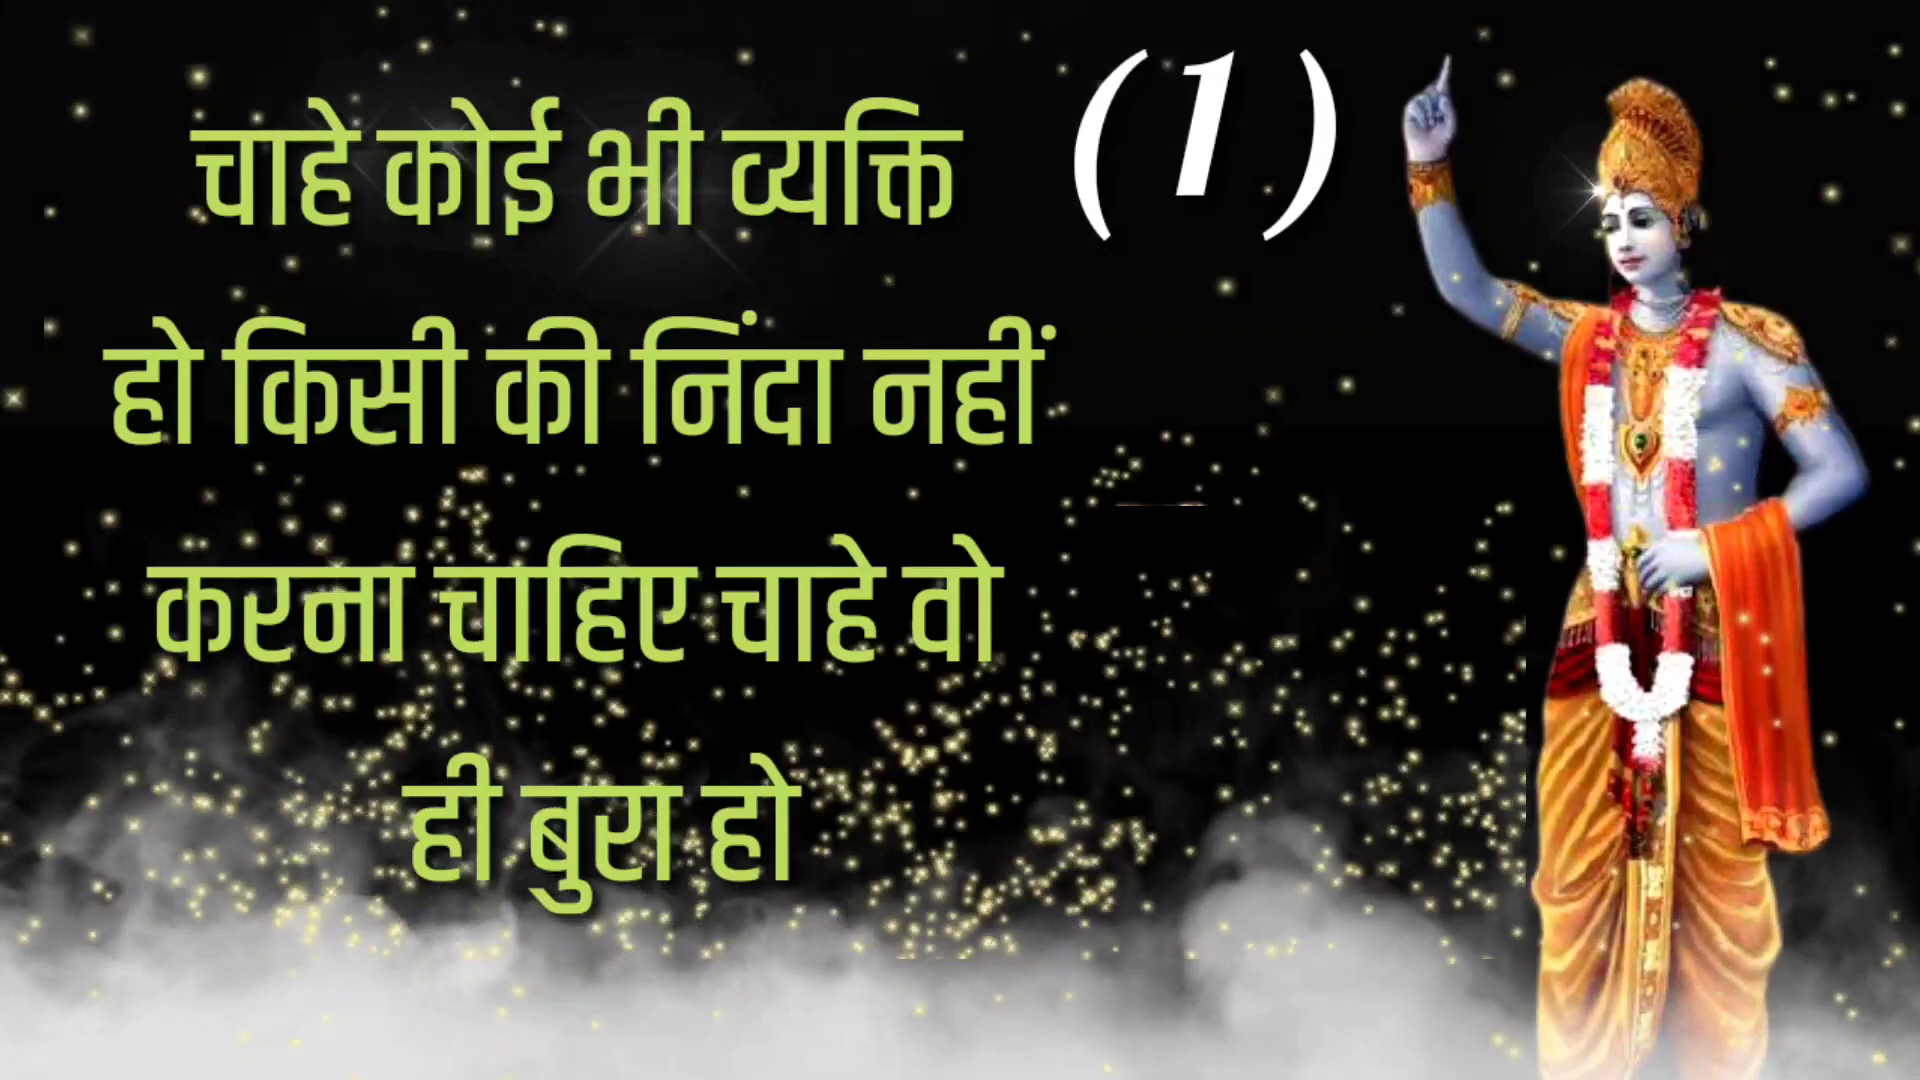 चाहे कोई भी व्यक्ति (1)
हो किसी की निंदा नहीं
करना चाहिए चाहे वो
ही बुरा हो